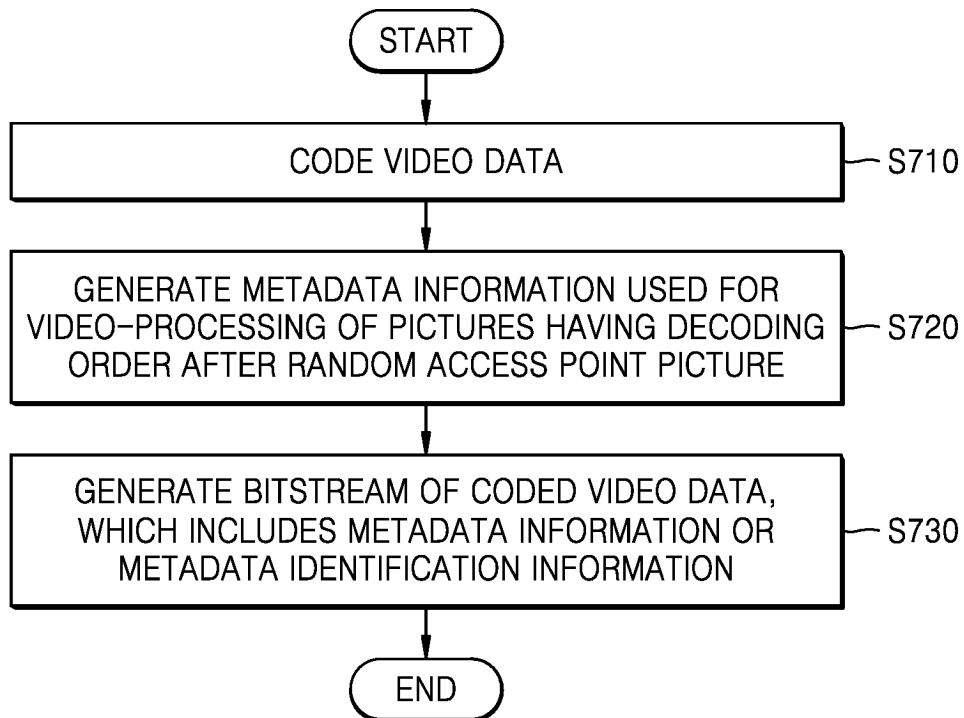 START
CODE VIDEO DATA
S710
GENERATE METADATA INFORMATION USED FOR
VIDEO-PROCESSING OF PICTURES HAVING DECODING
ORDER AFTER RANDOM ACCESS POINT PICTURE
S720
GENERATE BITSTREAM OF CODED VIDEO DATA,
WHICH INCLUDES METADATA INFORMATION OR
METADATA IDENTIFICATION INFORMATION
S730
END